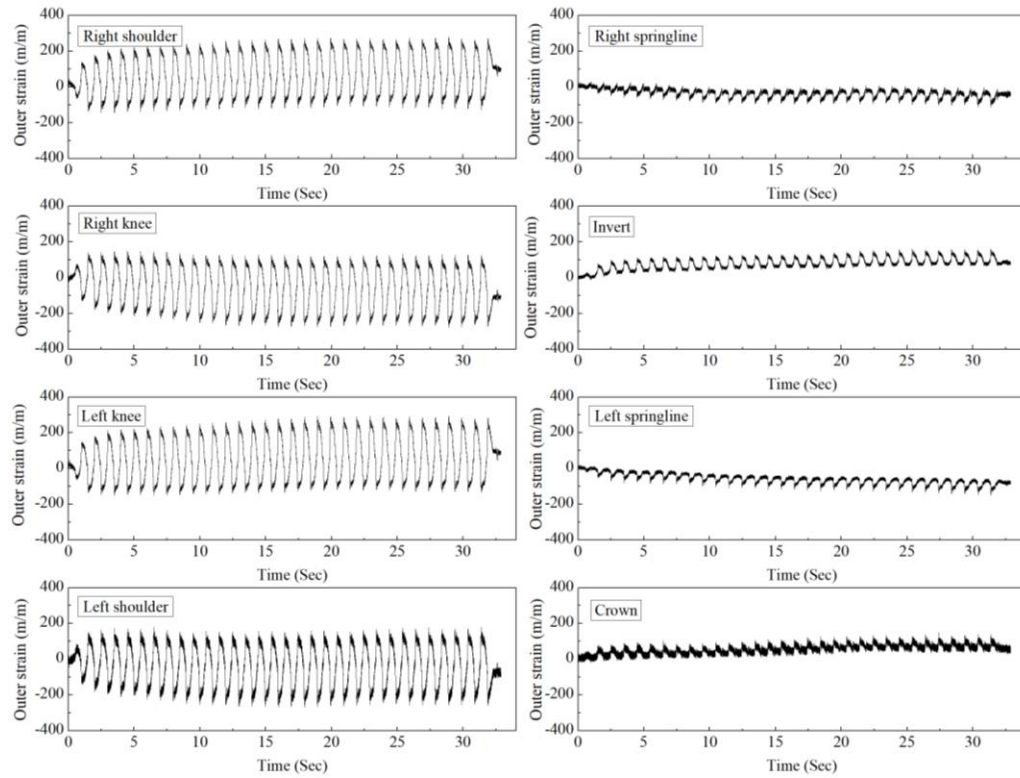 400
200
0
-200
-400
Outer strain (m/m)
Right shoulder
0 5 10 15 20 25 30
Time (Sec)
400
200
0
-200
-400
Outer strain (m/m)
Right springline
0 5 10 15 20 25 30
Time (Sec)
400
200
0
-200
-400
Outer strain (m/m)
Right knee
0 5 10 15 20 25 30
Time (Sec)
400
200
0
-200
-400
Outer strain (m/m)
Invert
0 5 10 15 20 25 30
Time (Sec)
400
200
0
-200
-400
Outer strain (m/m)
Left knee
0 5 10 15 20 25 30
Time (Sec)
400
200
0
-200
-400
Outer strain (m/m)
Left springline
0 5 10 15 20 25 30
Time (Sec)
400
200
0
-200
-400
Outer strain (m/m)
Left shoulder
0 5 10 15 20 25 30
Time (Sec)
400
200
0
-200
-400
Outer strain (m/m)
Crown
0 5 10 15 20 25 30
Time (Sec)